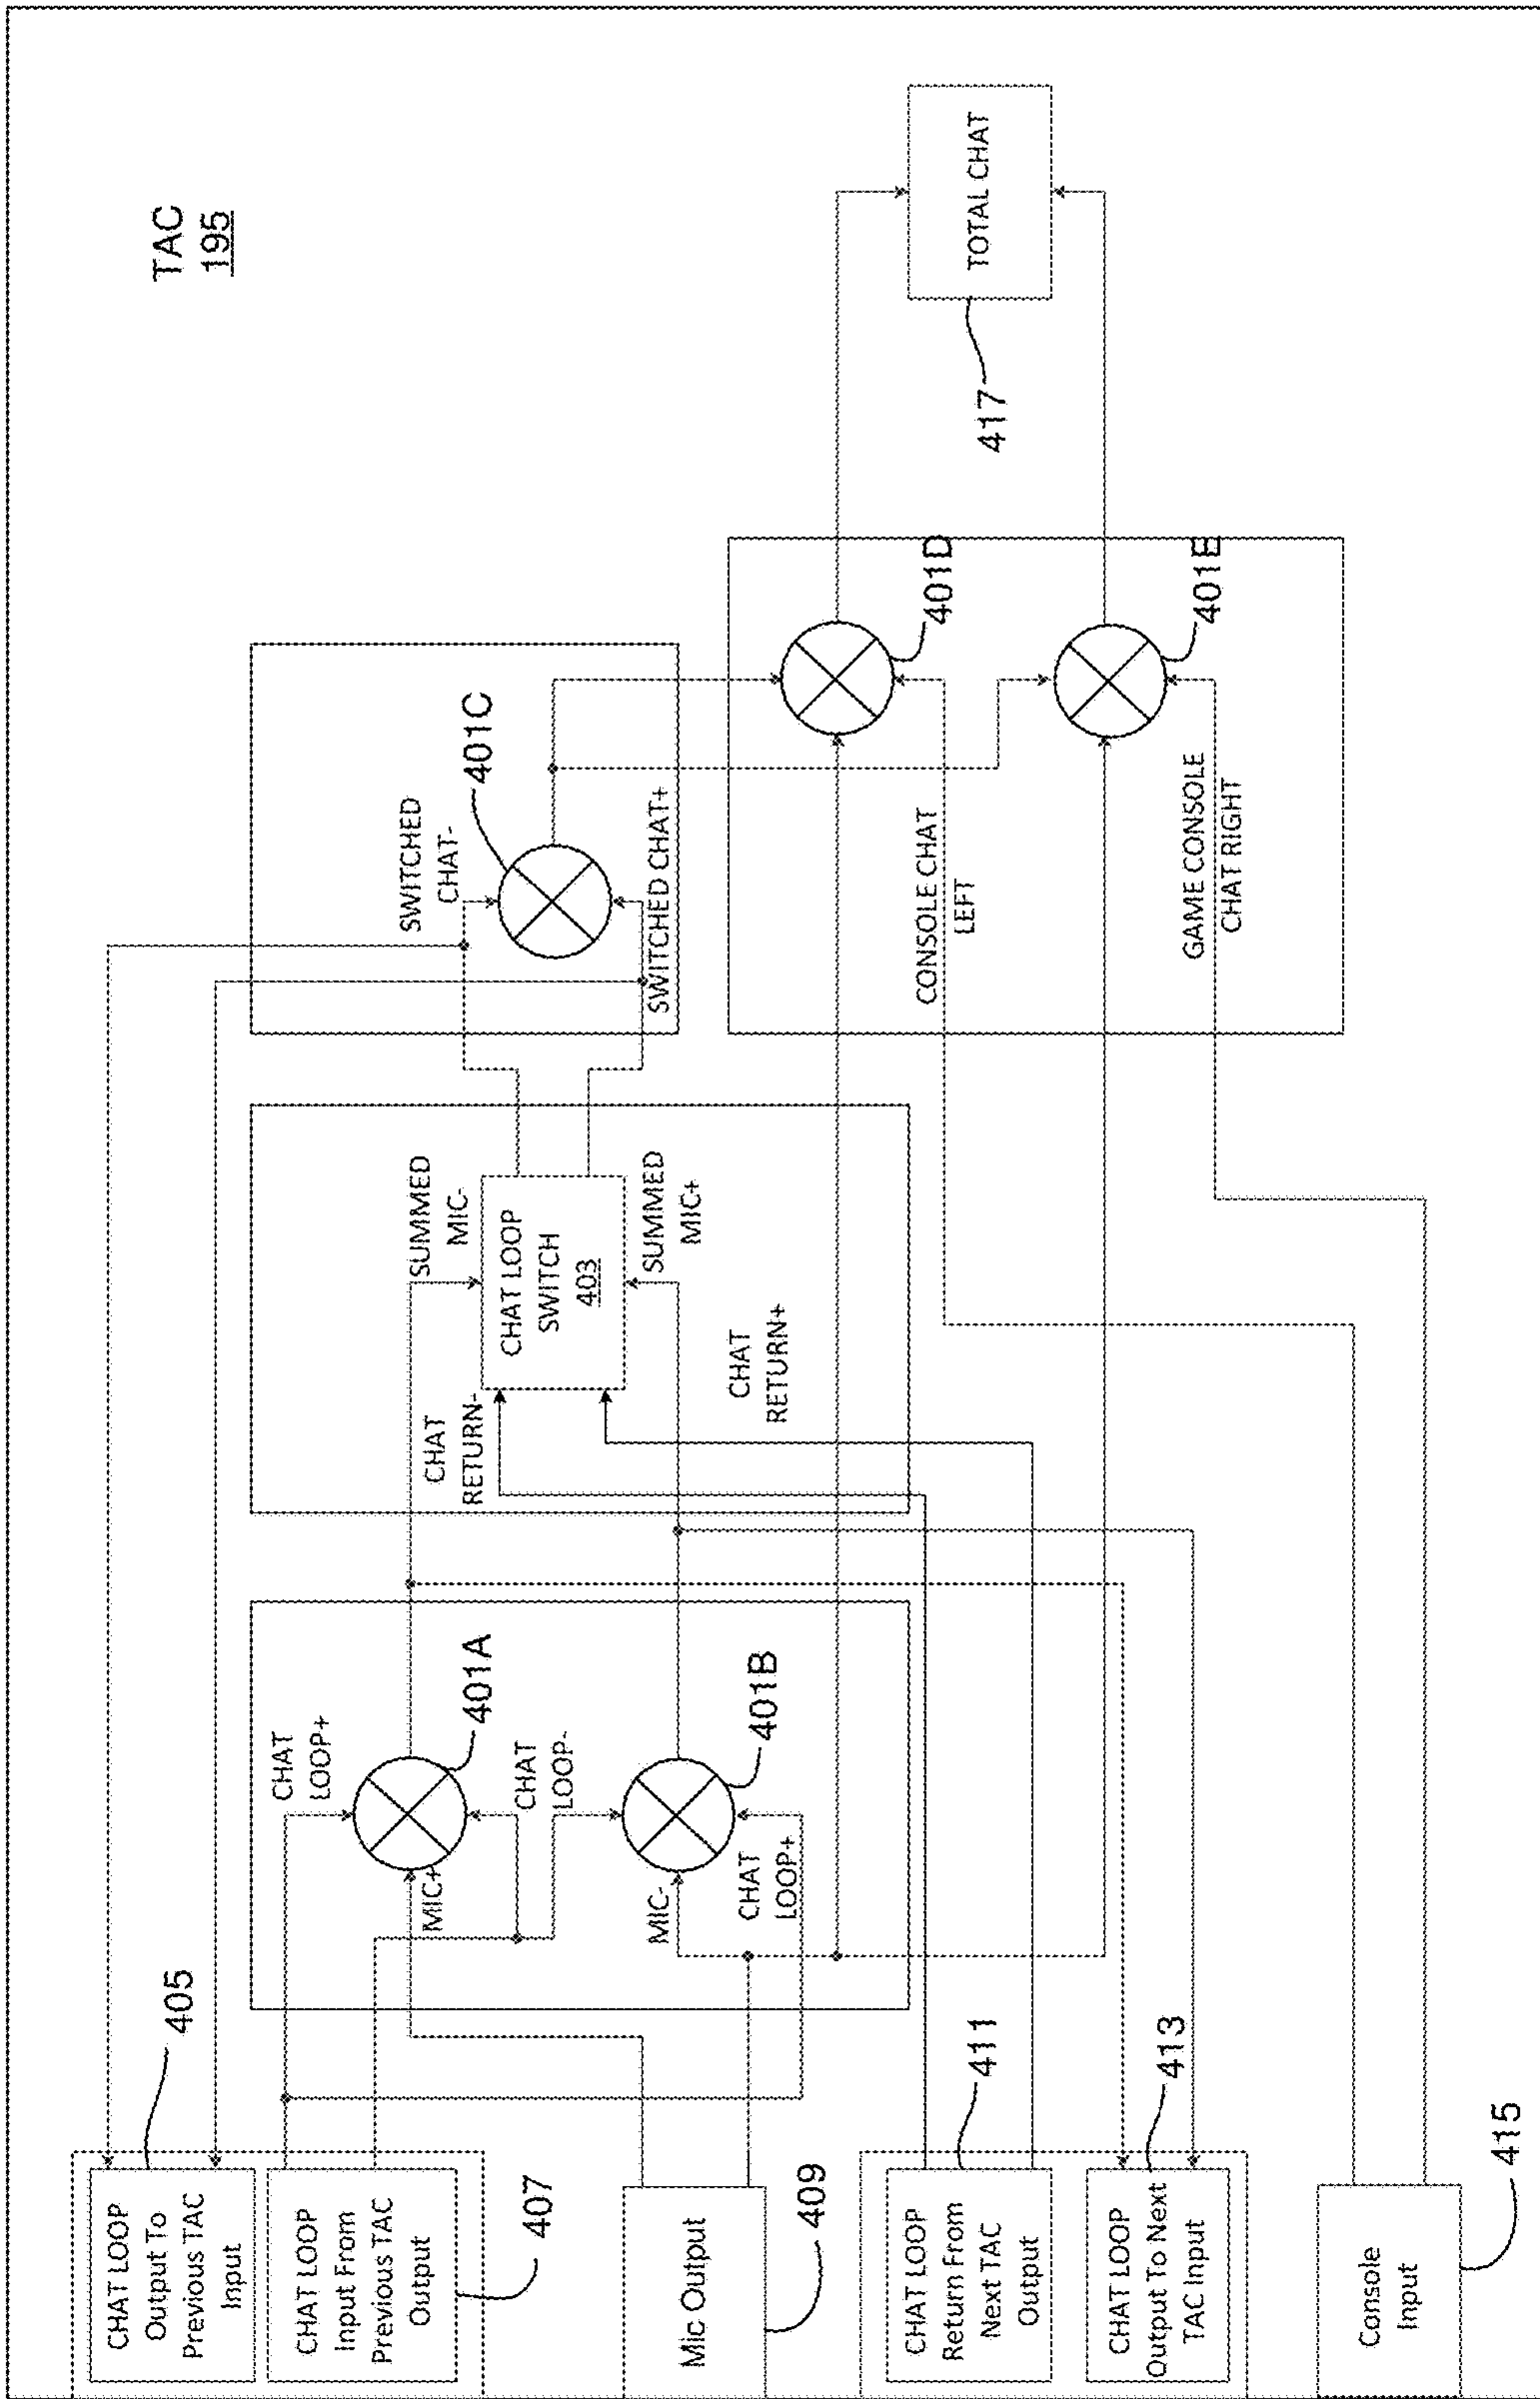 TAC
195
CHAT LOOP
Output To
Previous TAC
Input
405
CHAT LOOP
Input From
Previous TAC
Output
407
Mic Output
409
CHAT LOOP
Return From
Next TAC
Output
411
CHAT LOOP
Output To Next
TAC Input
413
Console
Input
415
CHAT
LOOP+
MIC+
401A
CHAT
LOOP-
MIC-
401B
CHAT
LOOP+
SUMMED
MIC-
CHAT
RETURN-
CHAT LOOP
SWITCH
403
SUMMED
MIC+
CHAT
RETURN+
SWITCHED
CHAT-
401C
SWITCHED CHAT+
CONSOLE CHAT
LEFT
401D
GAME CONSOLE
CHAT RIGHT
401E
TOTAL CHAT
417